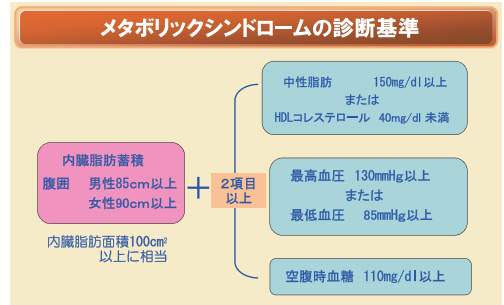 メタボリックシンドロームの診断基準
内臓脂肪蓄積
腹囲 男性85cm以上
女性90cm以上
内臓脂肪面積100cm²
以上に相当
+
2項目
以上
中性脂肪 150mg/dl以上
または
HDLコレステロール 40mg/dl 未満
最高血圧 130mmHg以上
または
最低血圧 85mmHg以上
空腹時血糖 110mg/dl以上